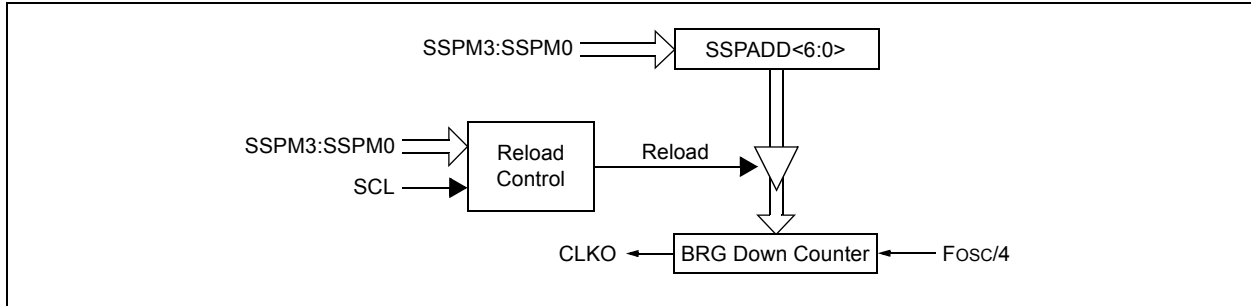 SSPM3:SSPM0
SSPADD<6:0>
SSPM3:SSPM0
Reload
Control
Reload
SCL
CLKO
BRG Down Counter
FOSC/4